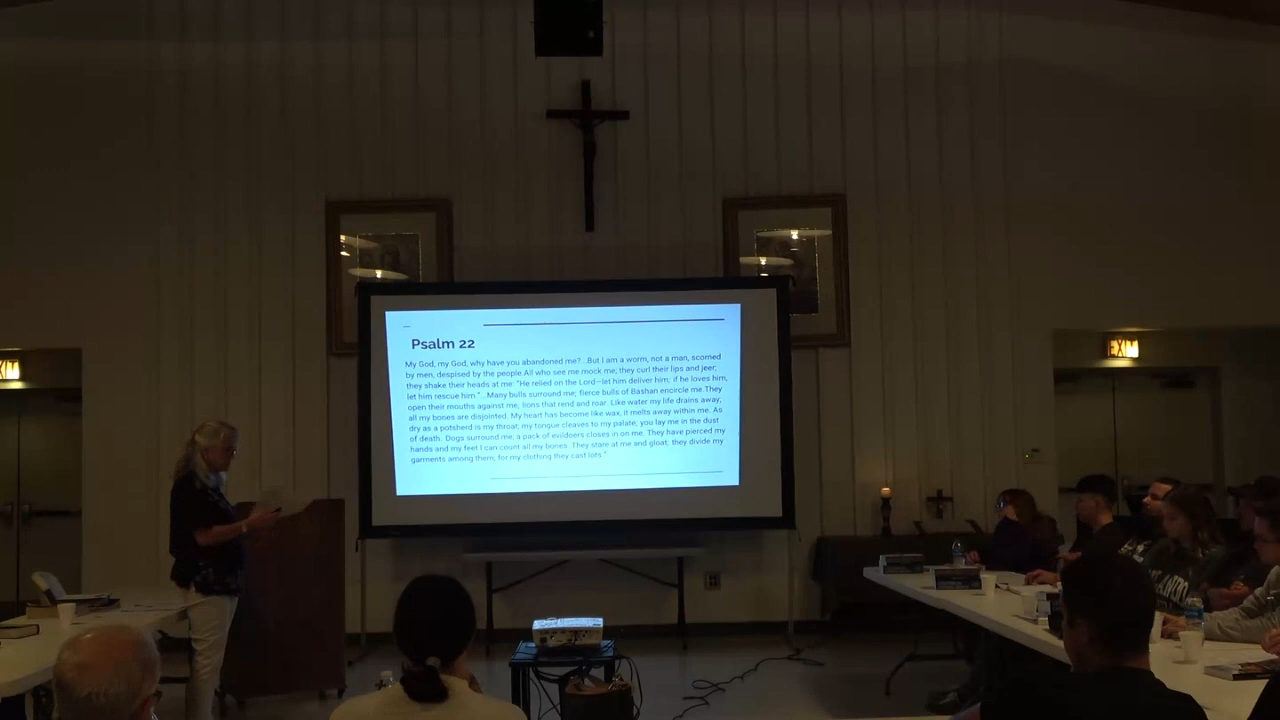 EXIT
EXIT
Psalm 22
My God, my God, why have you abandoned me?...But I am a worm, not a man, scorned
by men, despised by the people.All who see me mock me; they curl their lips and jeer;
they shake their heads at me: "He relied on the Lord—let him deliver him; if he loves him,
let him rescue him."...Many bulls surround me; fierce bulls of Bashan encircle me.They
open their mouths against me, lions that rend and roar. Like water my life drains away;
all my bones are disjointed. My heart has become like wax, it melts away within me. As
dry as a potsherd is my throat; my tongue cleaves to my palate; you lay me in the dust
of death. Dogs surround me; a pack of evildoers closes in on me. They have pierced my
hands and my feet I can count all my bones. They stare at me and gloat; they divide my
garments among them; for my clothing they cast lots."